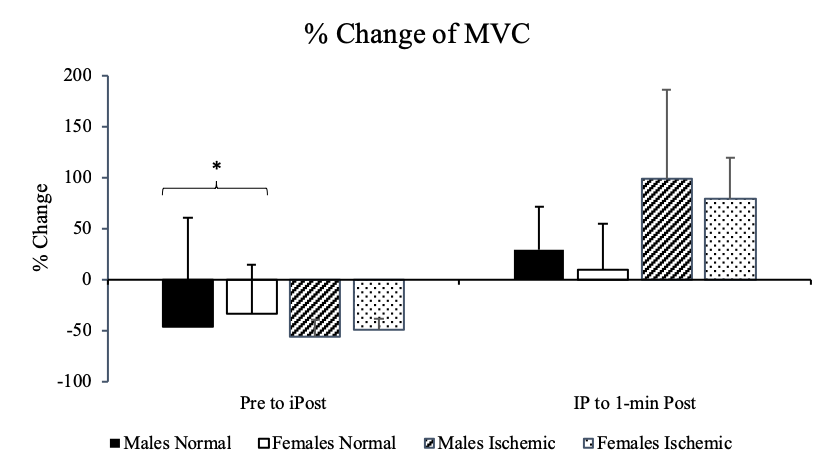 % Change of MVC
200
150
100
50
0
-50
-100
% Change
*
Pre to iPost
IP to 1-min Post
Males Normal
Females Normal
Males Ischemic
Females Ischemic